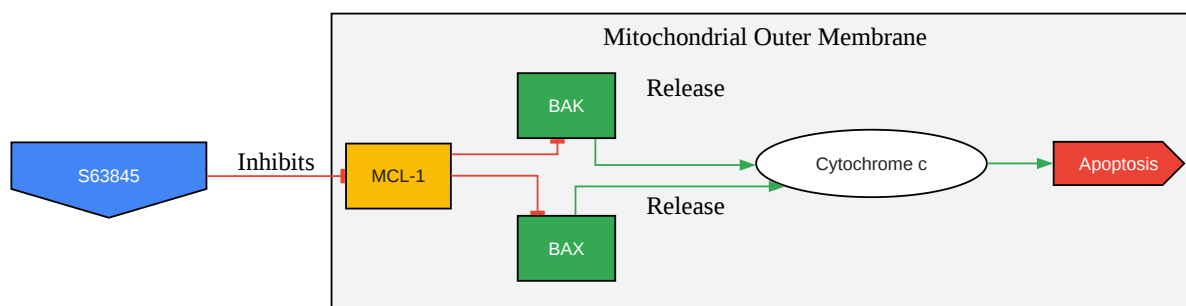 Mitochondrial Outer Membrane
BAK
Release
S63845
Inhibits
MCL-1
Cytochrome c
Apoptosis
BAX
Release